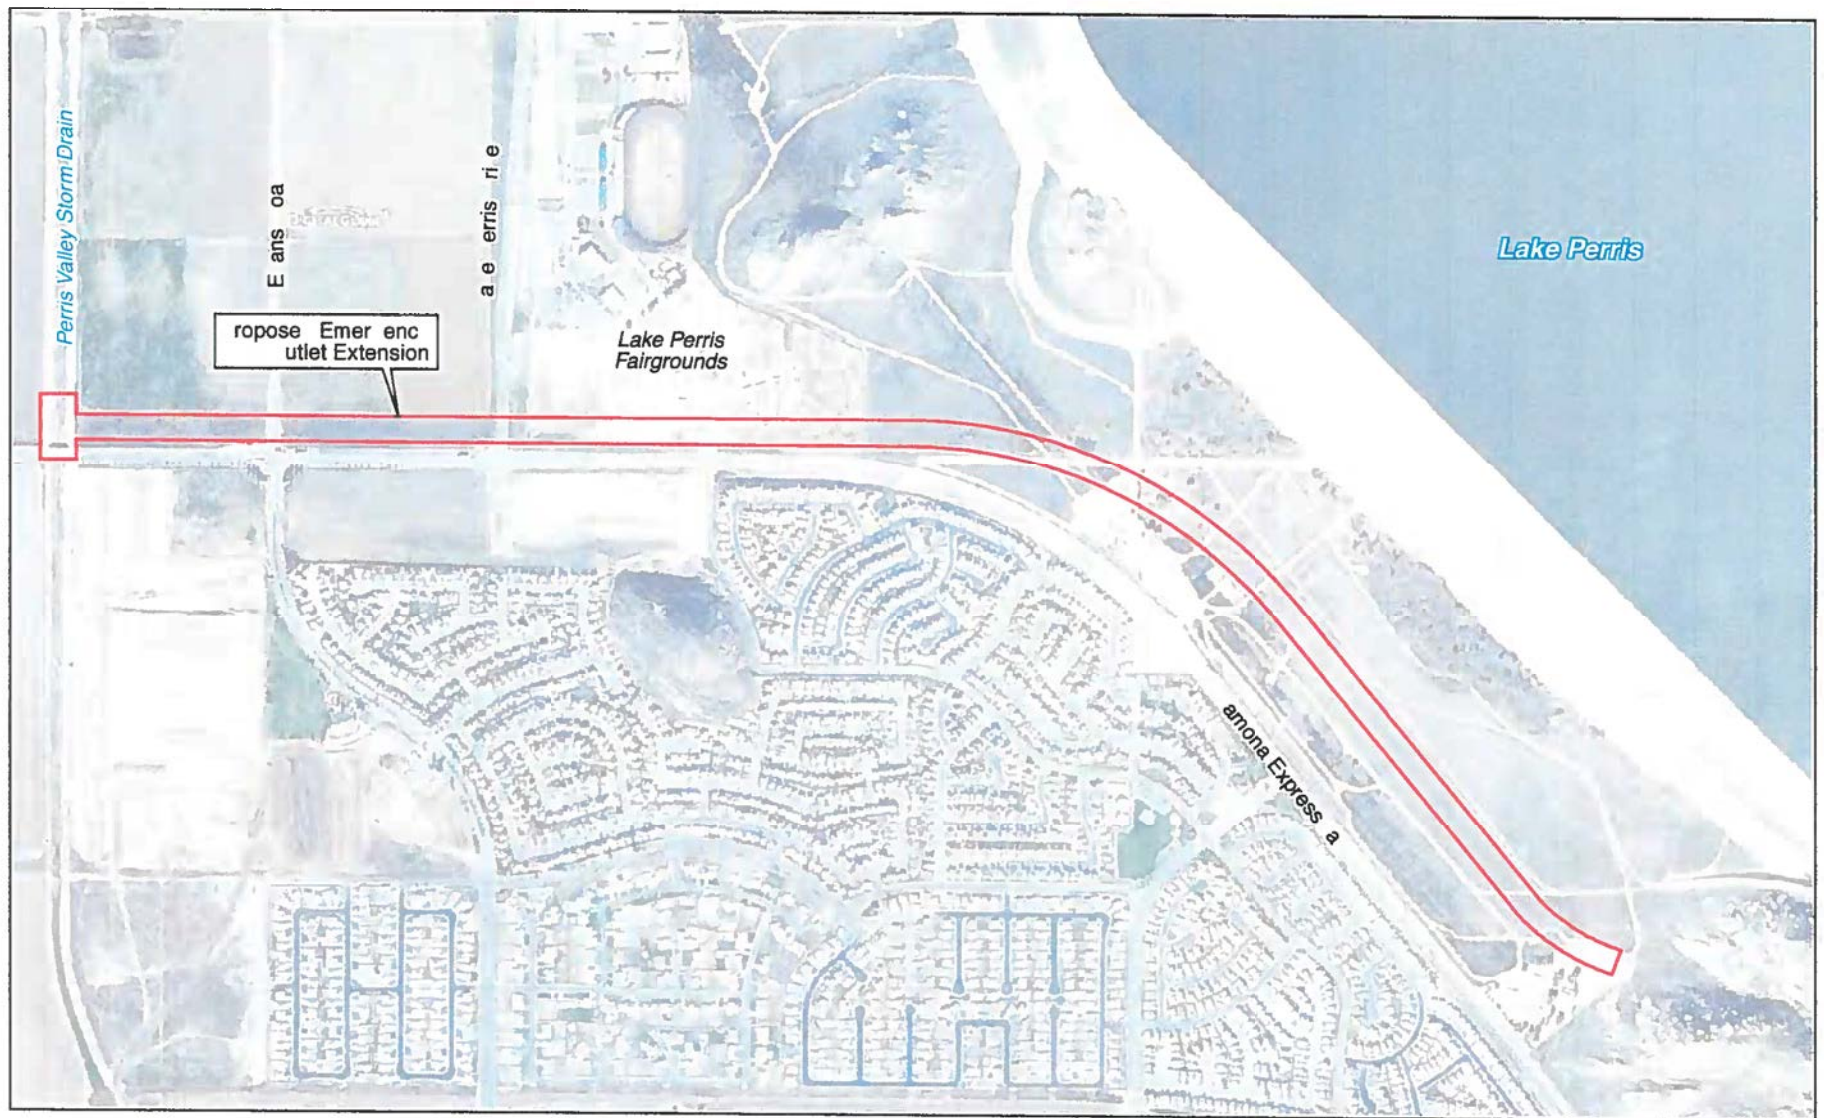 Perris Valley Storm Drain
E ans oa
a e erris ri e
ropose Emer enc
utlet Extension
Lake Perris
Fairgrounds
Lake Perris
amona Express a